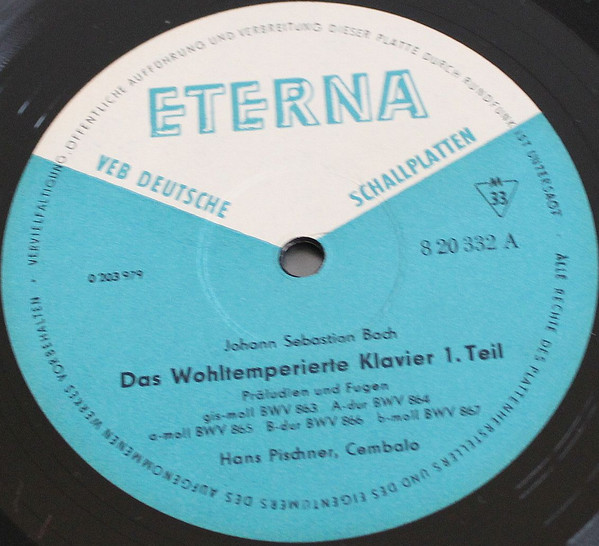 VERVIELFÄLTIGUNG, ÖFFENTLICHE AUFFÜHRUNG UND VERBREITUNG DIESER PLATTE DURCH RUNDFUNK IST UNTERSAGT · ALLE RECHTE DES PLATTENHERSTELLERS UND DES EIGENTÜMERS DES AUFGENOMMENEN WERKES VORBEHALTEN ·
ETERNA
VEB DEUTSCHE SCHALLPLATTEN
M
33
8 20 332 A
0 203 979
Johann Sebastian Bach
Das Wohltemperierte Klavier 1. Teil
Präludien und Fugen
gis-moll BWV 863 A-dur BWV 864
a-moll BWV 865 B-dur BWV 866 b-moll BWV 867
Hans Pischner, Cembalo